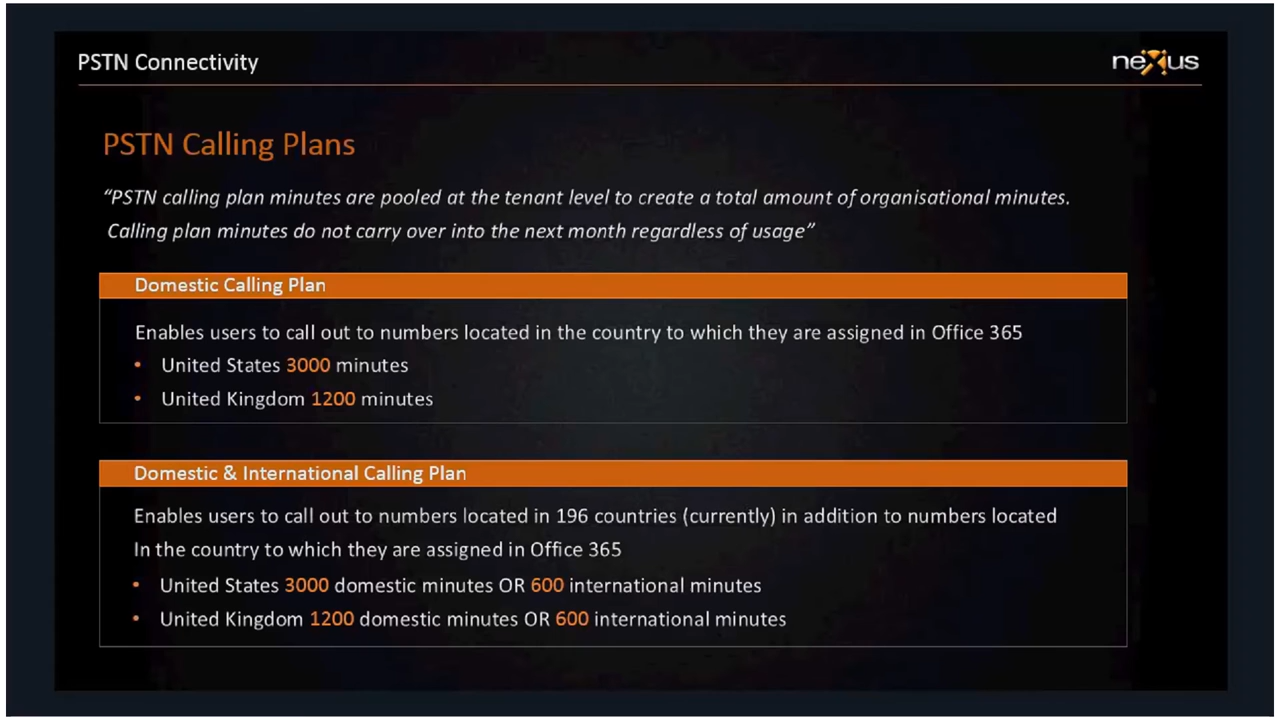 PSTN Connectivity
nexus
PSTN Calling Plans
“PSTN calling plan minutes are pooled at the tenant level to create a total amount of organisational minutes.
Calling plan minutes do not carry over into the next month regardless of usage”
Domestic Calling Plan
Enables users to call out to numbers located in the country to which they are assigned in Office 365
• United States 3000 minutes
• United Kingdom 1200 minutes
Domestic & International Calling Plan
Enables users to call out to numbers located in 196 countries (currently) in addition to numbers located
In the country to which they are assigned in Office 365
• United States 3000 domestic minutes OR 600 international minutes
• United Kingdom 1200 domestic minutes OR 600 international minutes